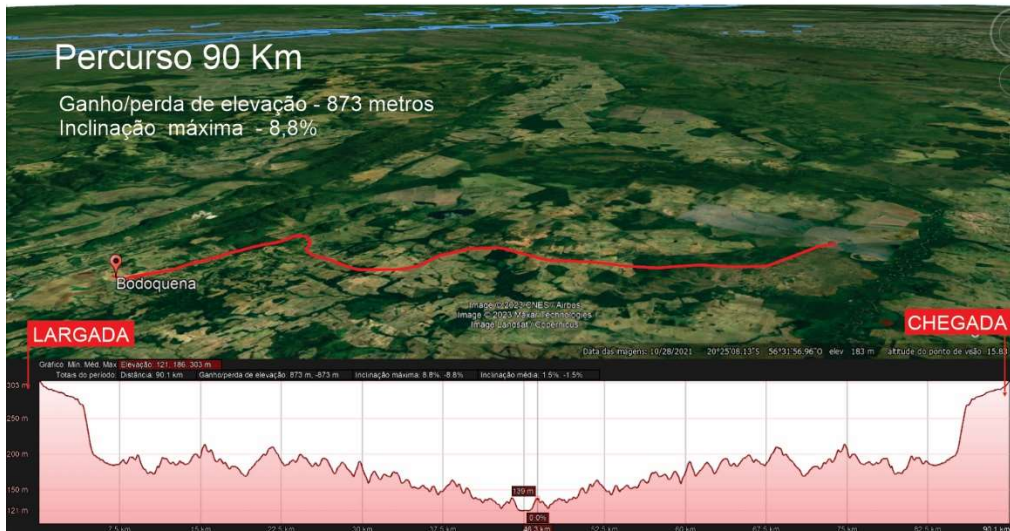 Percurso 90 Km
Ganho/perda de elevação - 873 metros
Inclinação máxima - 8,8%
Bodoquena
Image © 2023 CNES / Airbus
Image © 2023 Maxar Technologies
Image Landsat / Copernicus
LARGADA
CHEGADA
Data das imagens: 10/28/2021 20°25'08.13"S 56°31'56.96"O elev 183 m altitude do ponto de visão 15.83
Gráfico: Min, Méd, Max Elevação: 121, 186, 303 m
Totais do período: Distância: 90.1 km Ganho/perda de elevação: 873 m, -873 m Inclinação máxima: 8.8%, -8.8% Inclinação média: 1.5%, -1.5%
303 m
250 m
200 m
150 m
121 m
139 m
0.0%
7.5 km 15 km 22.5 km 30 km 37.5 km 46.3 km 52.5 km 60 km 67.5 km 75 km 82.5 km 90.1 km